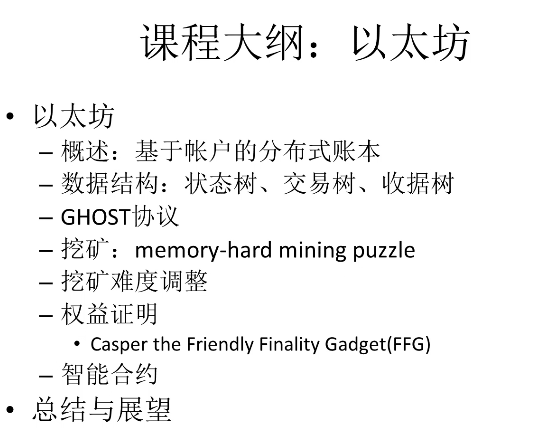 课程大纲：以太坊
• 以太坊
– 概述：基于帐户的分布式账本
– 数据结构：状态树、交易树、收据树
– GHOST协议
– 挖矿：memory-hard mining puzzle
– 挖矿难度调整
– 权益证明
• Casper the Friendly Finality Gadget(FFG)
– 智能合约
• 总结与展望